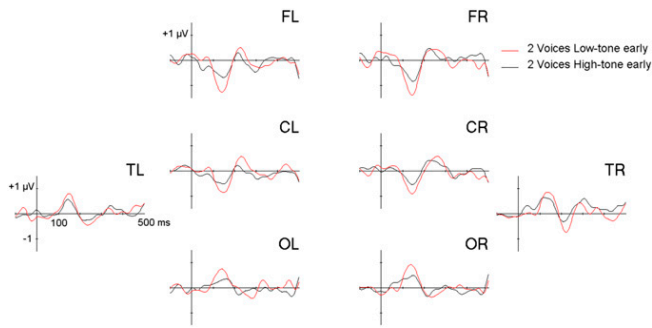 FL
FR
+1 µV
2 Voices Low-tone early
2 Voices High-tone early
CL
CR
TL
TR
+1 µV
100
500 ms
-1
OL
OR